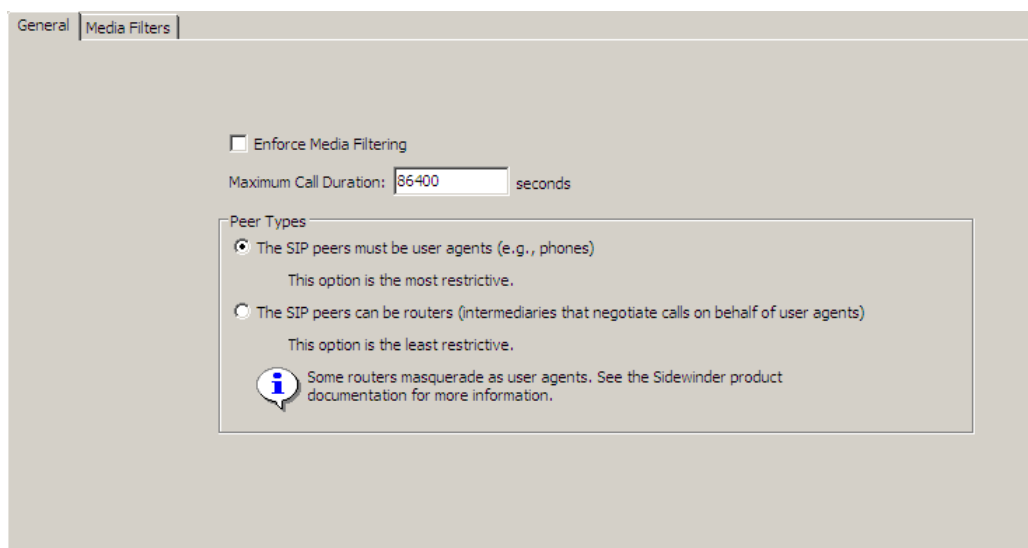 General
Media Filters
Enforce Media Filtering
Maximum Call Duration: 86400 seconds
Peer Types
The SIP peers must be user agents (e.g., phones)
This option is the most restrictive.
The SIP peers can be routers (intermediaries that negotiate calls on behalf of user agents)
This option is the least restrictive.
Some routers masquerade as user agents. See the Sidewinder product
documentation for more information.